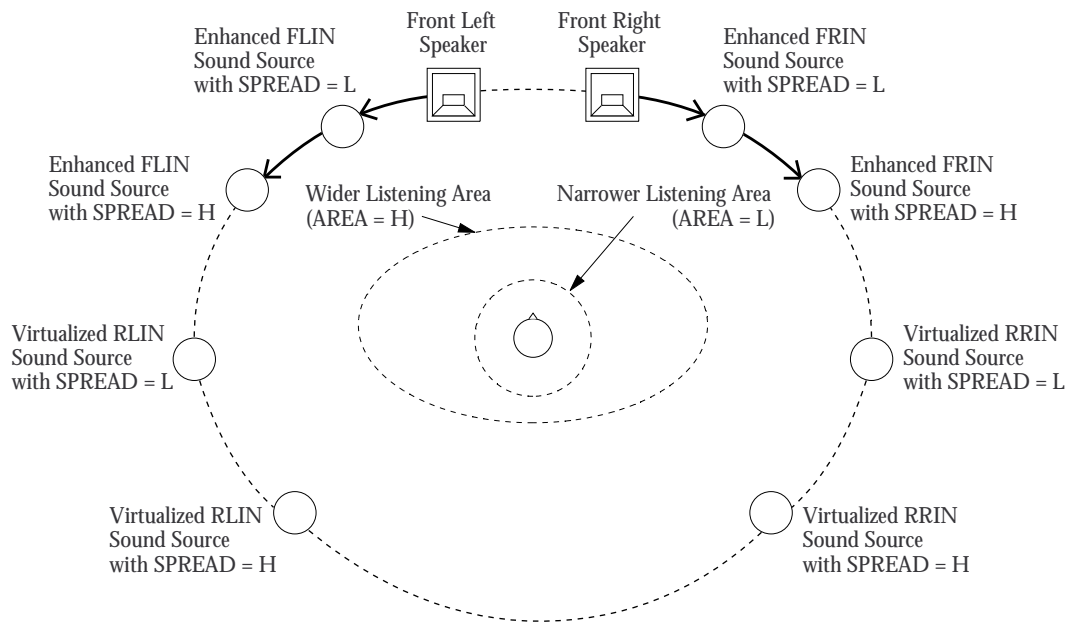 Front Left
Speaker
Front Right
Speaker
Enhanced FLIN
Sound Source
with SPREAD = L
Enhanced FRIN
Sound Source
with SPREAD = L
Enhanced FLIN
Sound Source
with SPREAD = H
Enhanced FRIN
Sound Source
with SPREAD = H
Wider Listening Area
(AREA = H)
Narrower Listening Area
(AREA = L)
Virtualized RLIN
Sound Source
with SPREAD = L
Virtualized RRIN
Sound Source
with SPREAD = L
Virtualized RLIN
Sound Source
with SPREAD = H
Virtualized RRIN
Sound Source
with SPREAD = H